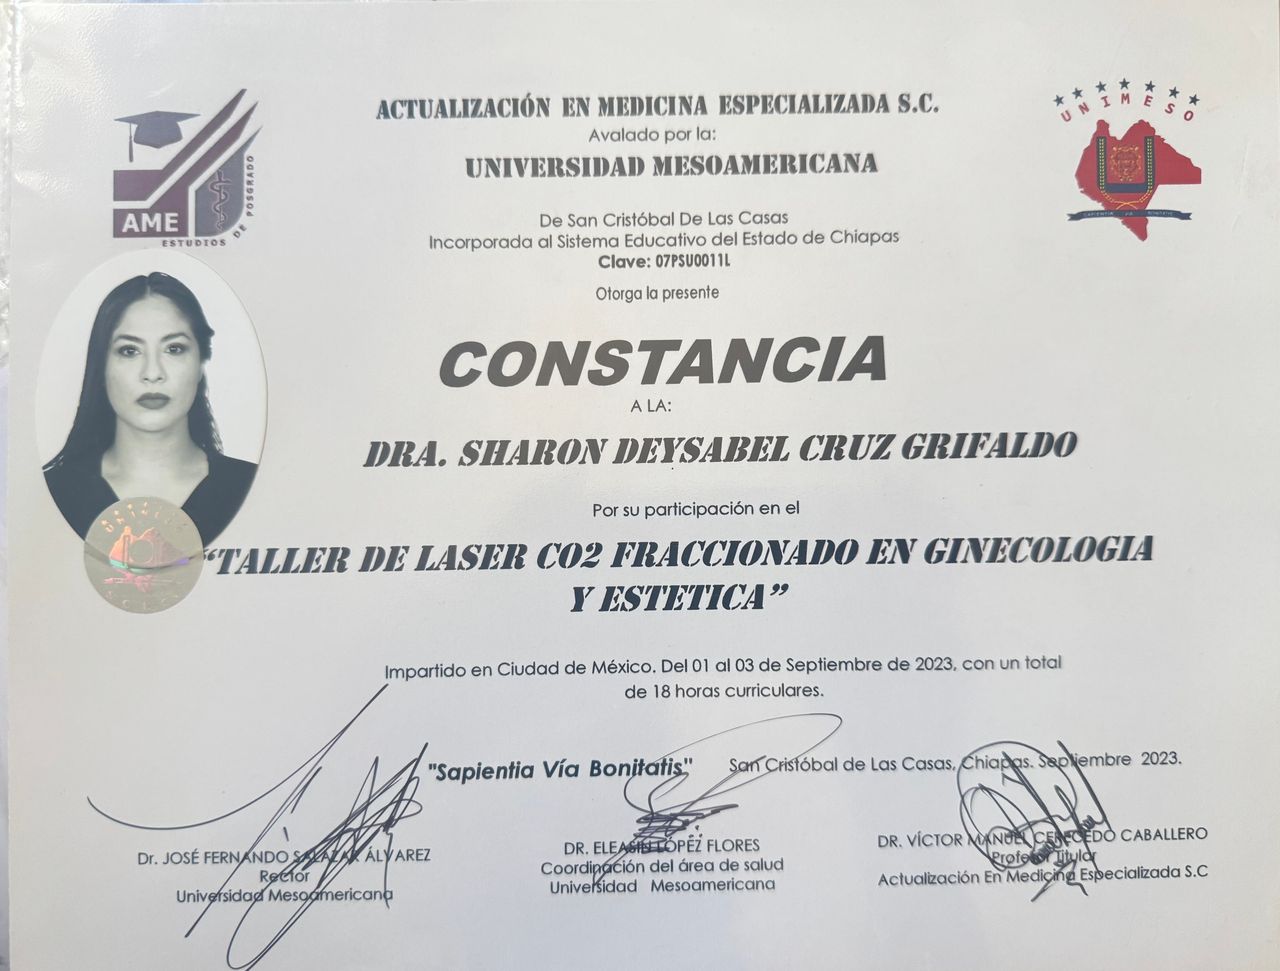 ACTUALIZACIÓN EN MEDICINA ESPECIALIZADA S.C.
Avalado por la:
UNIVERSIDAD MESOAMERICANA
De San Cristóbal De Las Casas
Incorporada al Sistema Educativo del Estado de Chiapas
Clave: 07PSU0011L
Otorga la presente
AME
ESTUDIOS DE POSGRADO
UNIMESO
SAPIENTIA VIA BONITATIS
CONSTANCIA
A LA:
DRA. SHARON DEYSABEL CRUZ GRIFALDO
Por su participación en el
“TALLER DE LASER CO2 FRACCIONADO EN GINECOLOGIA
Y ESTETICA”
Impartido en Ciudad de México. Del 01 al 03 de Septiembre de 2023, con un total
de 18 horas curriculares.
"Sapientia Vía Bonitatis"
San Cristóbal de Las Casas, Chiapas. Septiembre 2023.
Dr. JOSÉ FERNANDO SALAZAR ÁLVAREZ
Rector
Universidad Mesoamericana
DR. ELEASIN LÓPEZ FLORES
Coordinación del área de salud
Universidad Mesoamericana
DR. VÍCTOR MANUEL CERECEDO CABALLERO
Profesor Titular
Actualización En Medicina Especializada S.C